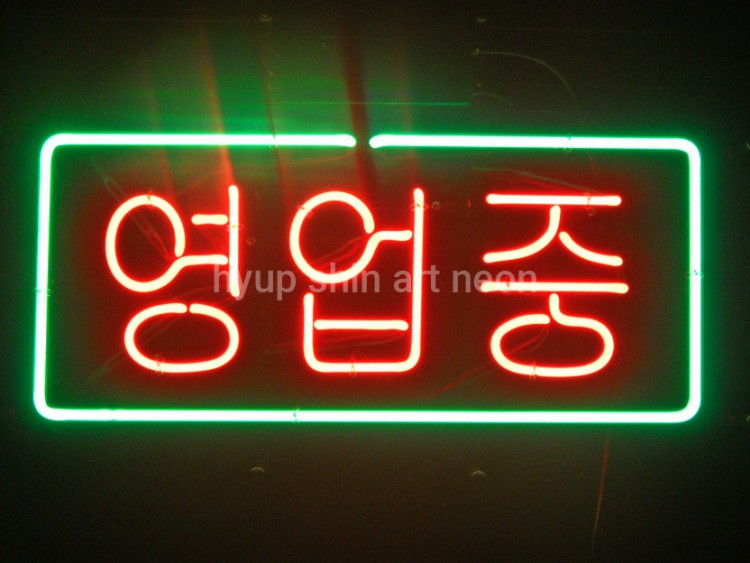 영업중
hyup shin art neon